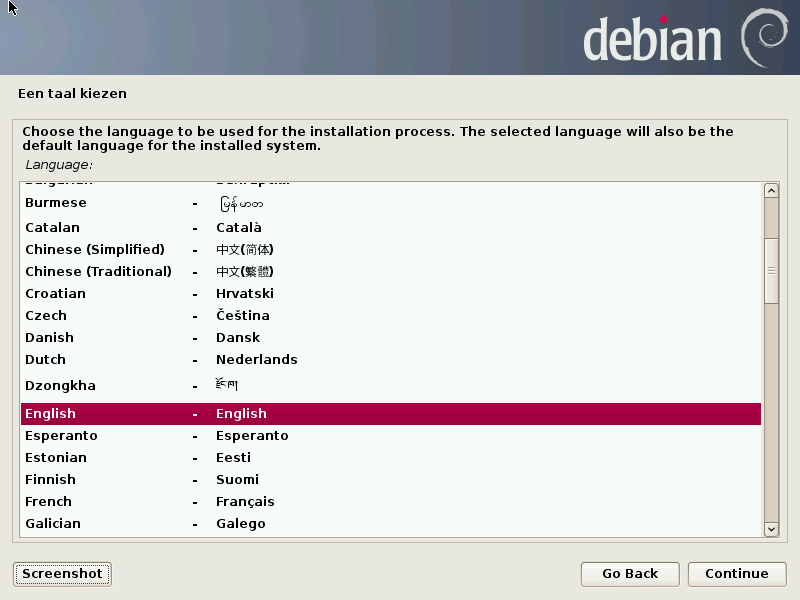 debian
Een taal kiezen
Choose the language to be used for the installation process. The selected language will also be the
default language for the installed system.
Language:
Burmese - မြန်မာစာ
Catalan - Català
Chinese (Simplified) - 中文(简体)
Chinese (Traditional) - 中文(繁體)
Croatian - Hrvatski
Czech - Čeština
Danish - Dansk
Dutch - Nederlands
Dzongkha - རྫོང་ཁ།
English - English
Esperanto - Esperanto
Estonian - Eesti
Finnish - Suomi
French - Français
Galician - Galego
Screenshot Go Back Continue